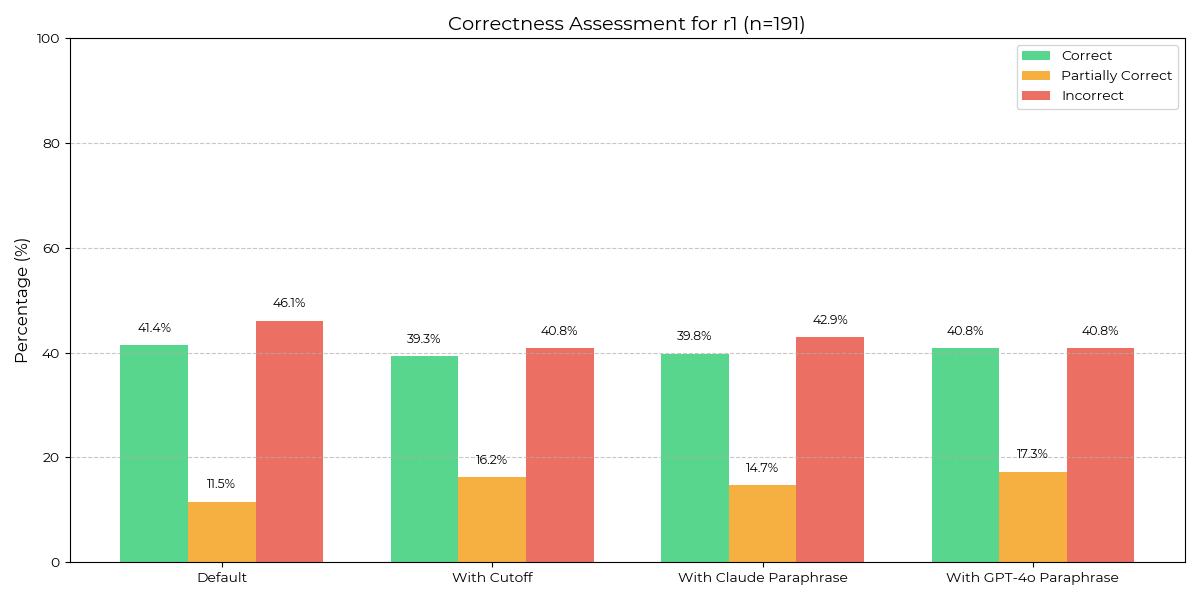 Correctness Assessment for r1 (n=191)
Correct
Partially Correct
Incorrect
Percentage (%)
100
80
60
40
20
0
41.4%
11.5%
46.1%
39.3%
16.2%
40.8%
39.8%
14.7%
42.9%
40.8%
17.3%
40.8%
Default
With Cutoff
With Claude Paraphrase
With GPT-4o Paraphrase